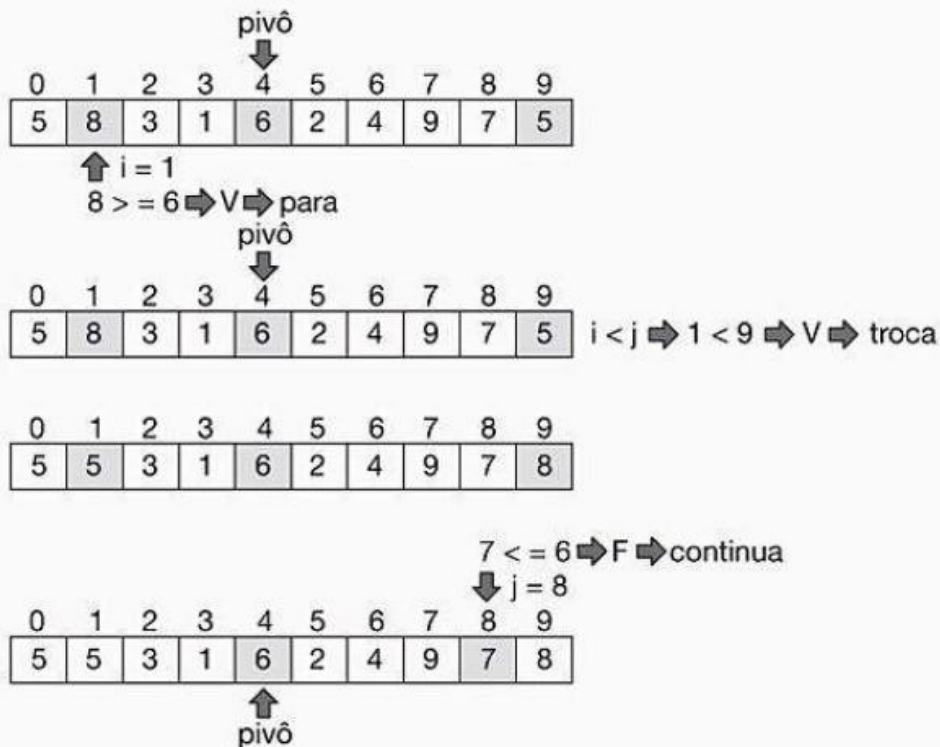 pivô
0 1 2 3 4 5 6 7 8 9
5 8 3 1 6 2 4 9 7 5
i = 1
8 > = 6 V para
pivô
0 1 2 3 4 5 6 7 8 9
5 8 3 1 6 2 4 9 7 5 i < j 1 < 9 V troca
0 1 2 3 4 5 6 7 8 9
5 5 3 1 6 2 4 9 7 8
7 < = 6 F continua
j = 8
0 1 2 3 4 5 6 7 8 9
5 5 3 1 6 2 4 9 7 8
pivô